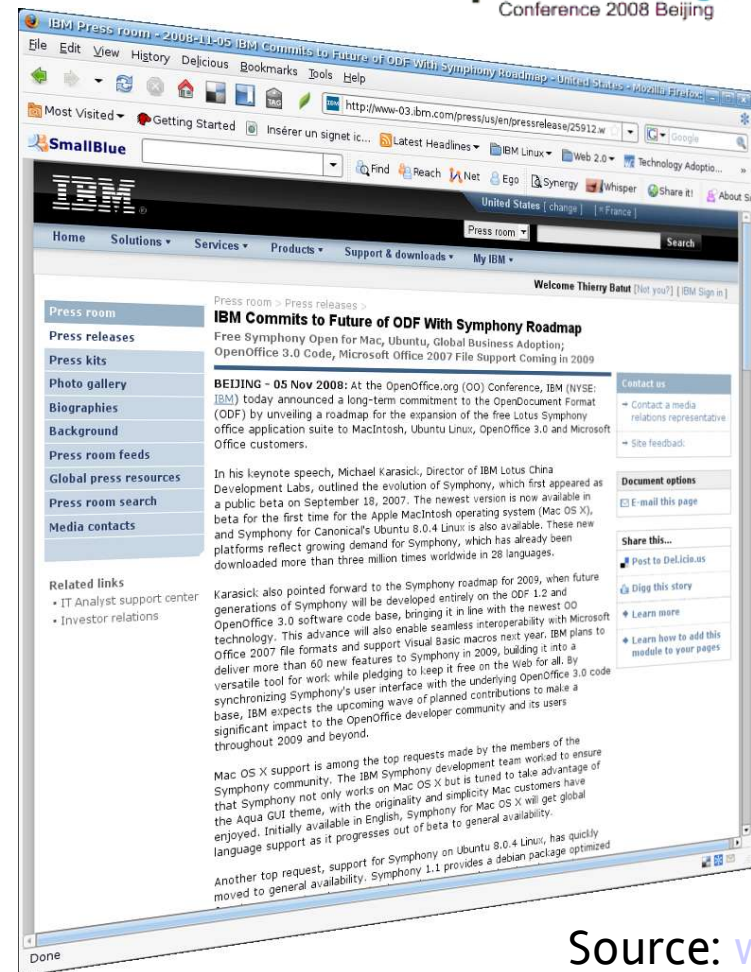 Conference 2008 Beijing
IBM Press room - 2008-11-05 IBM Commits to Future of ODF With Symphony Roadmap - United States - Mozilla Firefox
File Edit View History Delicious Bookmarks Tools Help
TAG
http://www-03.ibm.com/press/us/en/pressrelease/25912.w
Google
Most Visited Getting Started Insérer un signet ic... Latest Headlines IBM Linux Web 2.0 Technology Adoptio... »
SmallBlue Find Reach Net Ego Synergy Whisper Share it! About S
IBM®
United States [ change ] [ France ]
Press room Search
Home Solutions Services Products Support & downloads My IBM
Welcome Thierry Batut [Not you?] [ IBM Sign in ]
Press room
Press releases
Press kits
Photo gallery
Biographies
Background
Press room feeds
Global press resources
Press room search
Media contacts
Related links
• IT Analyst support center
• Investor relations
Press room > Press releases >
IBM Commits to Future of ODF With Symphony Roadmap
Free Symphony Open for Mac, Ubuntu, Global Business Adoption;
OpenOffice 3.0 Code, Microsoft Office 2007 File Support Coming in 2009
BEIJING - 05 Nov 2008: At the OpenOffice.org (OO) Conference, IBM (NYSE:
IBM) today announced a long-term commitment to the OpenDocument Format
(ODF) by unveiling a roadmap for the expansion of the free Lotus Symphony
office application suite to MacIntosh, Ubuntu Linux, OpenOffice 3.0 and Microsoft
Office customers.
In his keynote speech, Michael Karasick, Director of IBM Lotus China
Development Labs, outlined the evolution of Symphony, which first appeared as
a public beta on September 18, 2007. The newest version is now available in
beta for the first time for the Apple MacIntosh operating system (Mac OS X),
and Symphony for Canonical's Ubuntu 8.0.4 Linux is also available. These new
platforms reflect growing demand for Symphony, which has already been
downloaded more than three million times worldwide in 28 languages.
Karasick also pointed forward to the Symphony roadmap for 2009, when future
generations of Symphony will be developed entirely on the ODF 1.2 and
OpenOffice 3.0 software code base, bringing it in line with the newest OO
technology. This advance will also enable seamless interoperability with Microsoft
Office 2007 file formats and support Visual Basic macros next year. IBM plans to
deliver more than 60 new features to Symphony in 2009, building it into a
versatile tool for work while pledging to keep it free on the Web for all. By
synchronizing Symphony's user interface with the underlying OpenOffice 3.0 code
base, IBM expects the upcoming wave of planned contributions to make a
significant impact to the OpenOffice developer community and its users
throughout 2009 and beyond.
Mac OS X support is among the top requests made by the members of the
Symphony community. The IBM Symphony development team worked to ensure
that Symphony not only works on Mac OS X but is tuned to take advantage of
the Aqua GUI theme, with the originality and simplicity Mac customers have
enjoyed. Initially available in English, Symphony for Mac OS X will get global
language support as it progresses out of beta to general availability.
Another top request, support for Symphony on Ubuntu 8.0.4 Linux, has quickly
moved to general availability. Symphony 1.1 provides a debian package optimized
Contact us
Contact a media
relations representative
Site feedback
Document options
E-mail this page
Share this...
Post to Del.icio.us
Digg this story
Learn more
Learn how to add this
module to your pages
Done
Source: